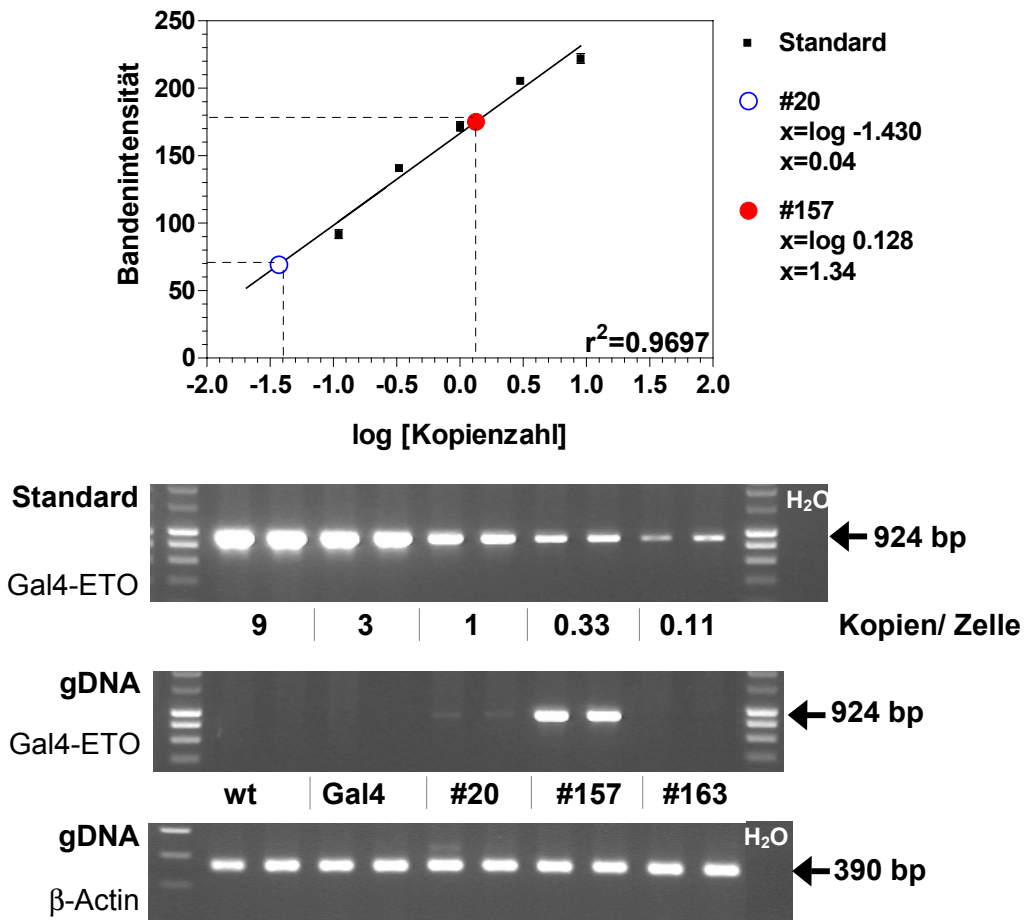 250
200
150
100
50
0
Bandenintensität
-2.0 -1.5 -1.0 -0.5 0.0 0.5 1.0 1.5 2.0
log [Kopienzahl]
r²=0.9697
Standard
#20
x=log -1.430
x=0.04
#157
x=log 0.128
x=1.34
Standard
Gal4-ETO
H₂O
924 bp
9 3 1 0.33 0.11 Kopien/ Zelle
gDNA
Gal4-ETO
924 bp
wt Gal4 #20 #157 #163
gDNA
β-Actin
H₂O
390 bp